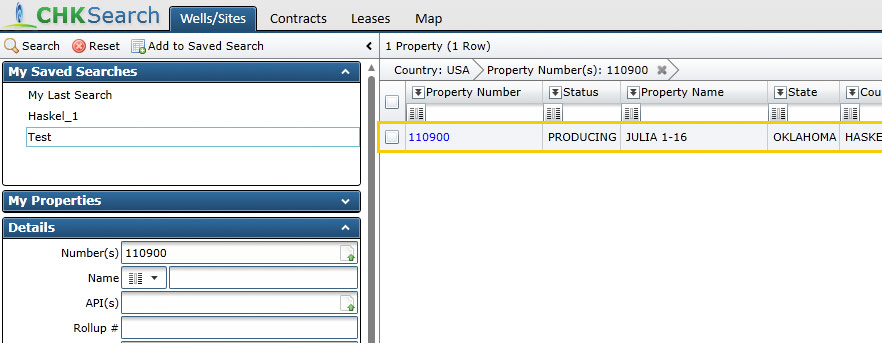 CHKSearch Wells/Sites Contracts Leases Map
Search Reset Add to Saved Search
1 Property (1 Row)
My Saved Searches
My Last Search
Haskel_1
Test
My Properties
Details
Number(s) 110900
Name
API(s)
Rollup #
Country: USA Property Number(s): 110900
Property Number Status Property Name State Cou
110900 PRODUCING JULIA 1-16 OKLAHOMA HASKE